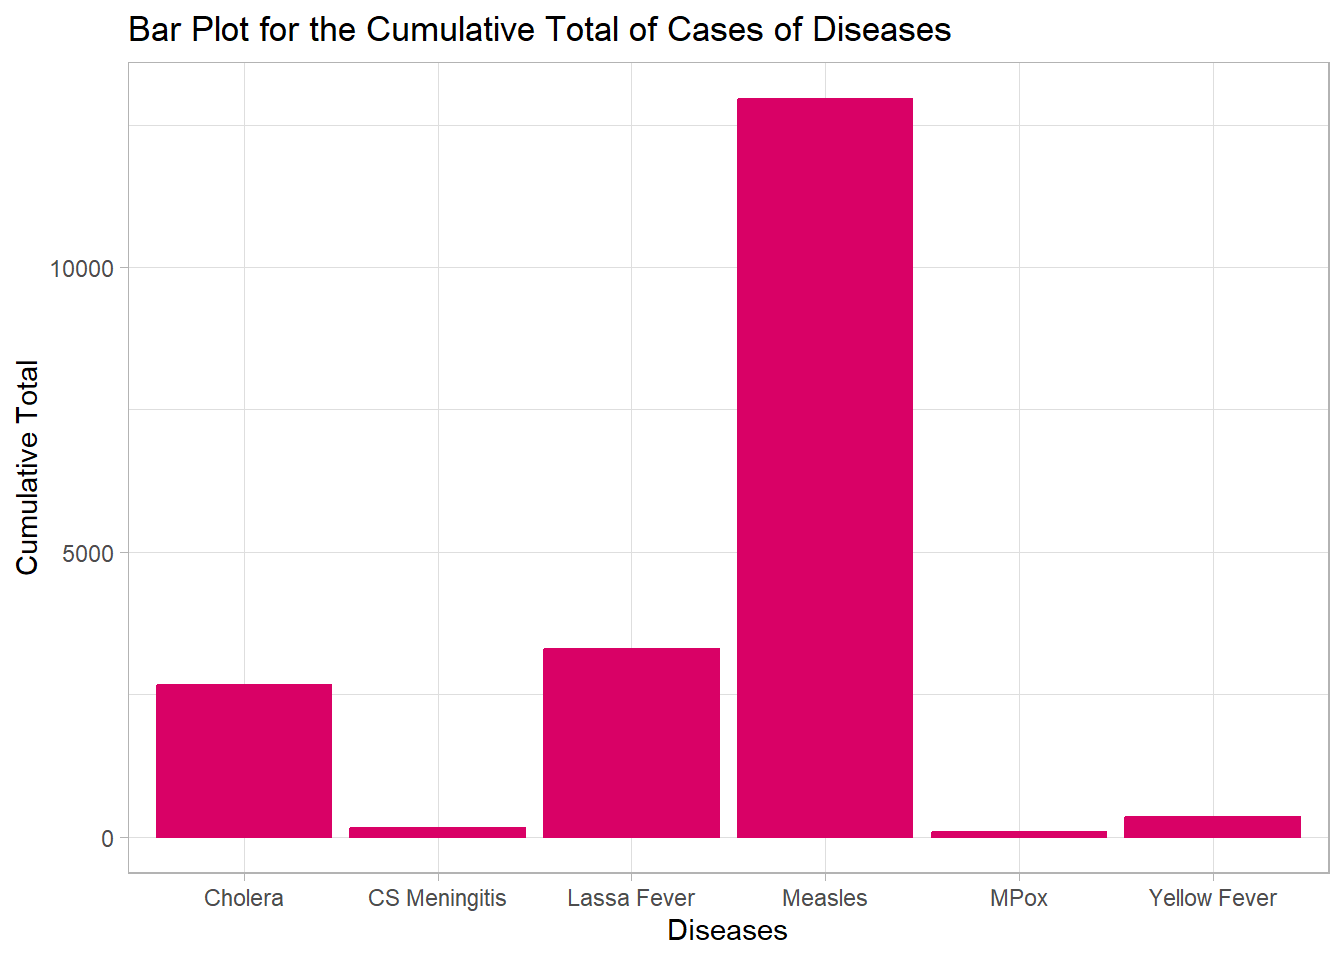 Bar Plot for the Cumulative Total of Cases of Diseases
Cumulative Total
10000
5000
0
Cholera
CS Meningitis
Lassa Fever
Measles
MPox
Yellow Fever
Diseases